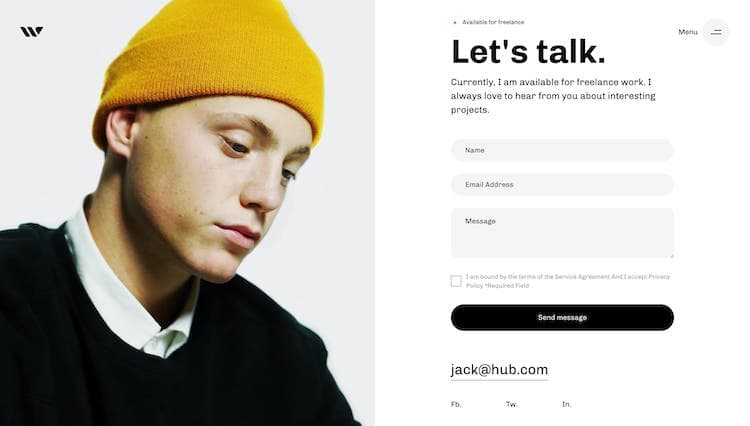 Available for freelance
Menu
Let's talk.
Currently, I am available for freelance work. I
always love to hear from you about interesting
projects.
Name
Email Address
Message
I am bound by the terms of the Service Agreement And I accept Privacy
Policy *Required Field
Send message
jack@hub.com
Fb. Tw. In.